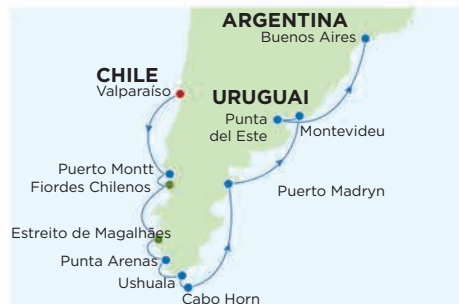 ARGENTINA
Buenos Aires
CHILE
Valparaíso
URUGUAI
Punta
del Este
Montevideu
Puerto Montt
Fiordes Chilenos
Puerto Madryn
Estreito de Magalhães
Punta Arenas
Ushuala
Cabo Horn